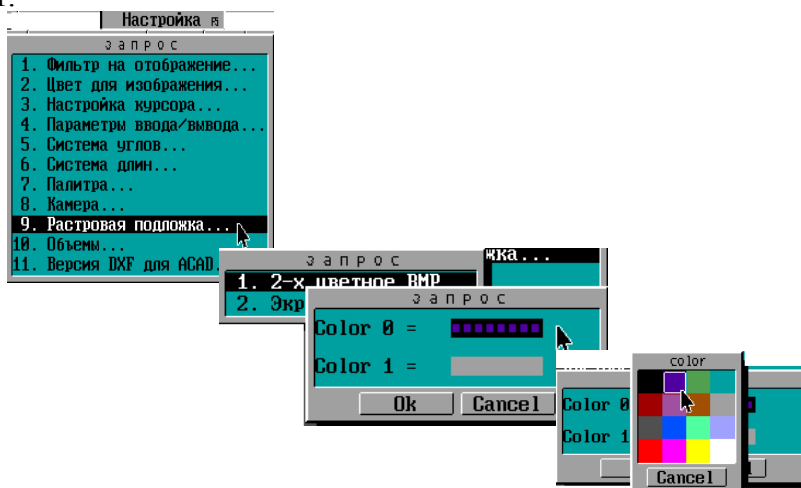 Настройка F5
запрос
1. Фильтр на отображение...
2. Цвет для изображения...
3. Настройка курсора...
4. Параметры ввода/вывода...
5. Система углов...
6. Система длин...
7. Палитра...
8. Камера...
9. Растровая подложка...
10. Объемы...
11. Версия DXF для ACAD.
запрос
жка...
1. 2-х цветное BMP
2. Экр
запрос
Color 0 =
Color 1 =
Ok Cancel
color
Color 0
Color 1
Cancel